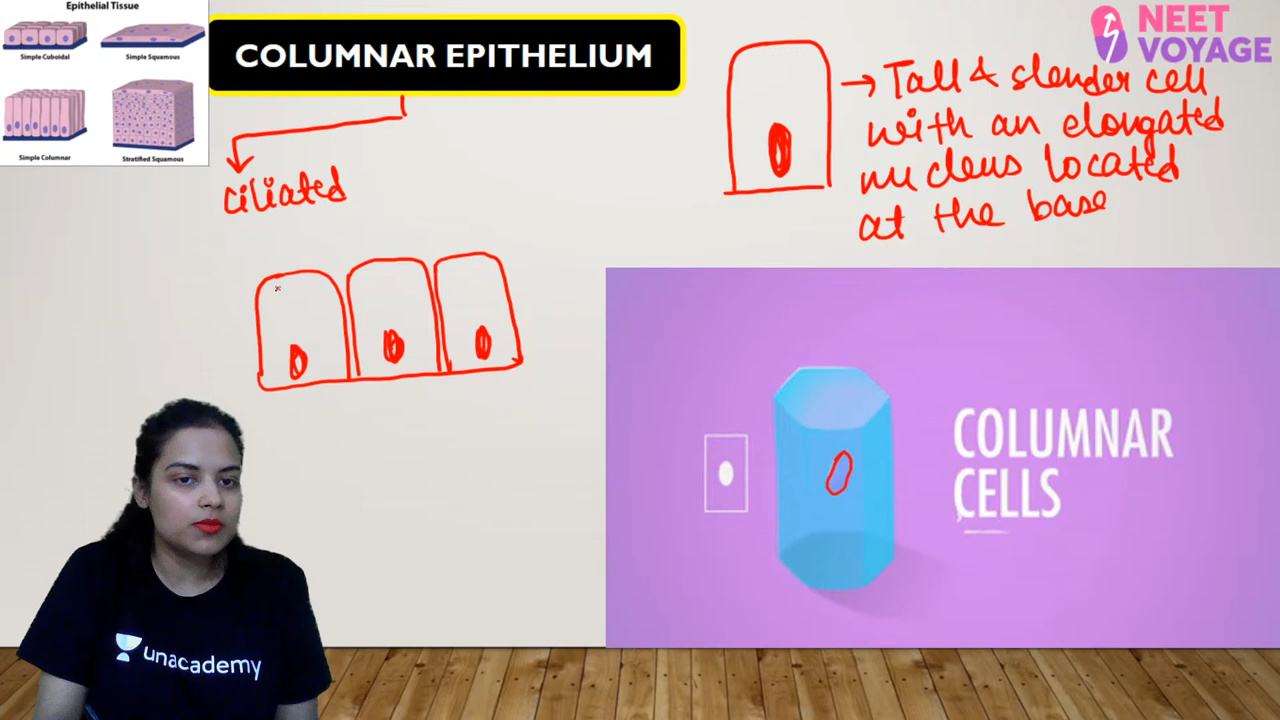 Epithelial Tissue
Simple Cuboidal
Simple Squamous
Simple Columnar
Stratified Squamous
COLUMNAR EPITHELIUM
NEET
VOYAGE
ciliated
→ Tall & slender cell
with an elongated
nucleus located
at the base
COLUMNAR
CELLS
unacademy